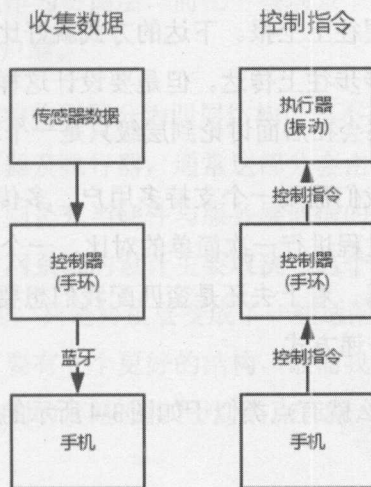 收集数据
传感器数据
控制器
(手环)
蓝牙
手机
控制指令
执行器
(振动)
控制指令
控制器
(手环)
控制指令
手机